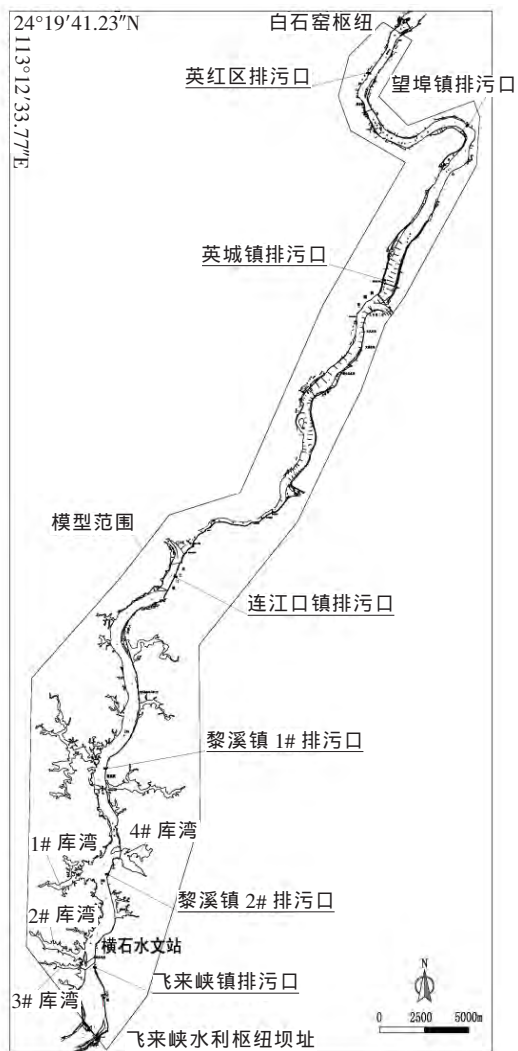 24°19′41.23″N
白石窑枢纽
113°12′33.77″E
英红区排污口
望埠镇排污口
英城镇排污口
模型范围
连江口镇排污口
黎溪镇 1# 排污口
4# 库湾
1# 库湾
黎溪镇 2# 排污口
2# 库湾
横石水文站
飞来峡镇排污口
3# 库湾
飞来峡水利枢纽坝址
N
0 2500 5000m